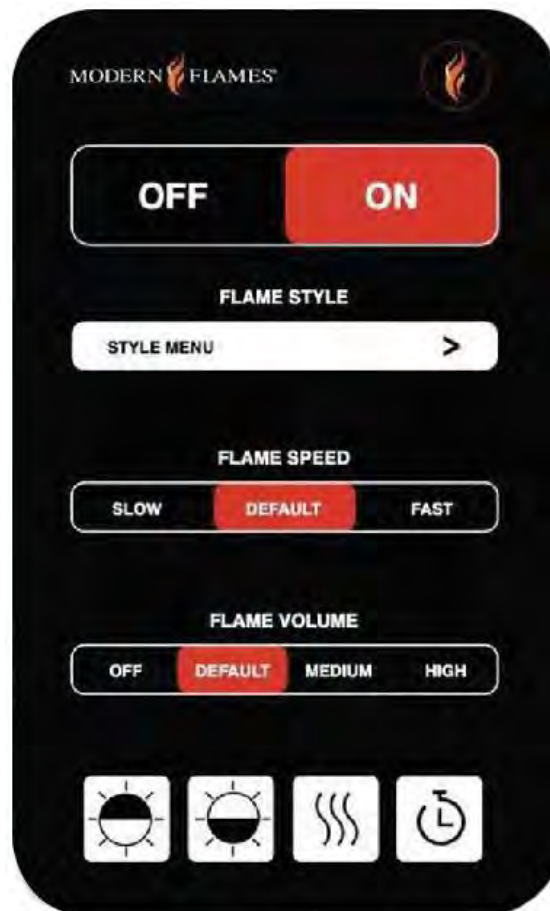 MODERN FLAMES®
OFF ON
FLAME STYLE
STYLE MENU >
FLAME SPEED
SLOW DEFAULT FAST
FLAME VOLUME
OFF DEFAULT MEDIUM HIGH